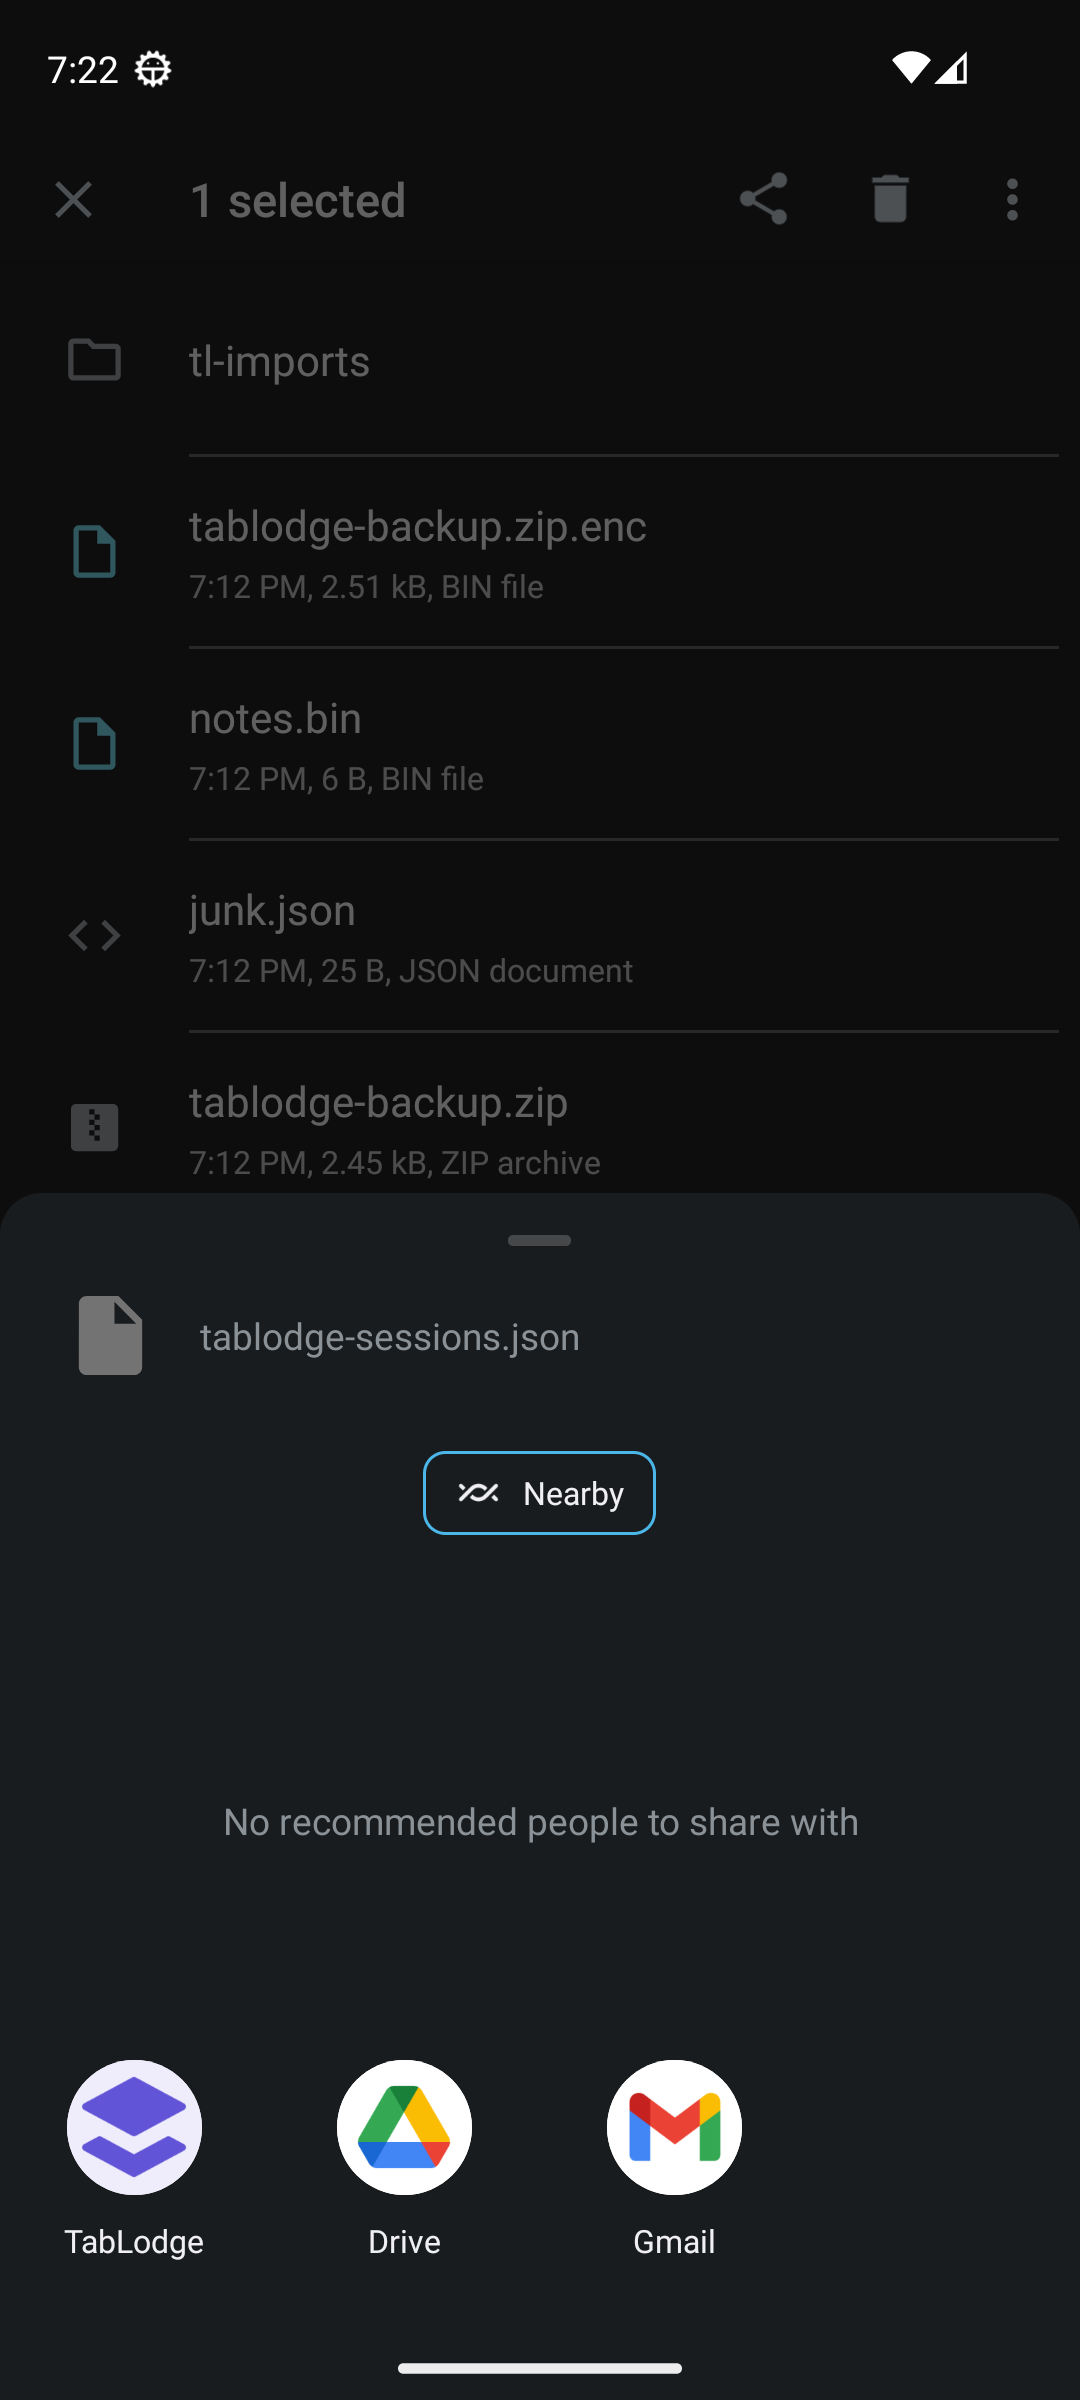 7:22
1 selected
tl-imports
tablodge-backup.zip.enc
7:12 PM, 2.51 kB, BIN file
notes.bin
7:12 PM, 6 B, BIN file
junk.json
7:12 PM, 25 B, JSON document
tablodge-backup.zip
7:12 PM, 2.45 kB, ZIP archive
tablodge-sessions.json
Nearby
No recommended people to share with
TabLodge
Drive
Gmail